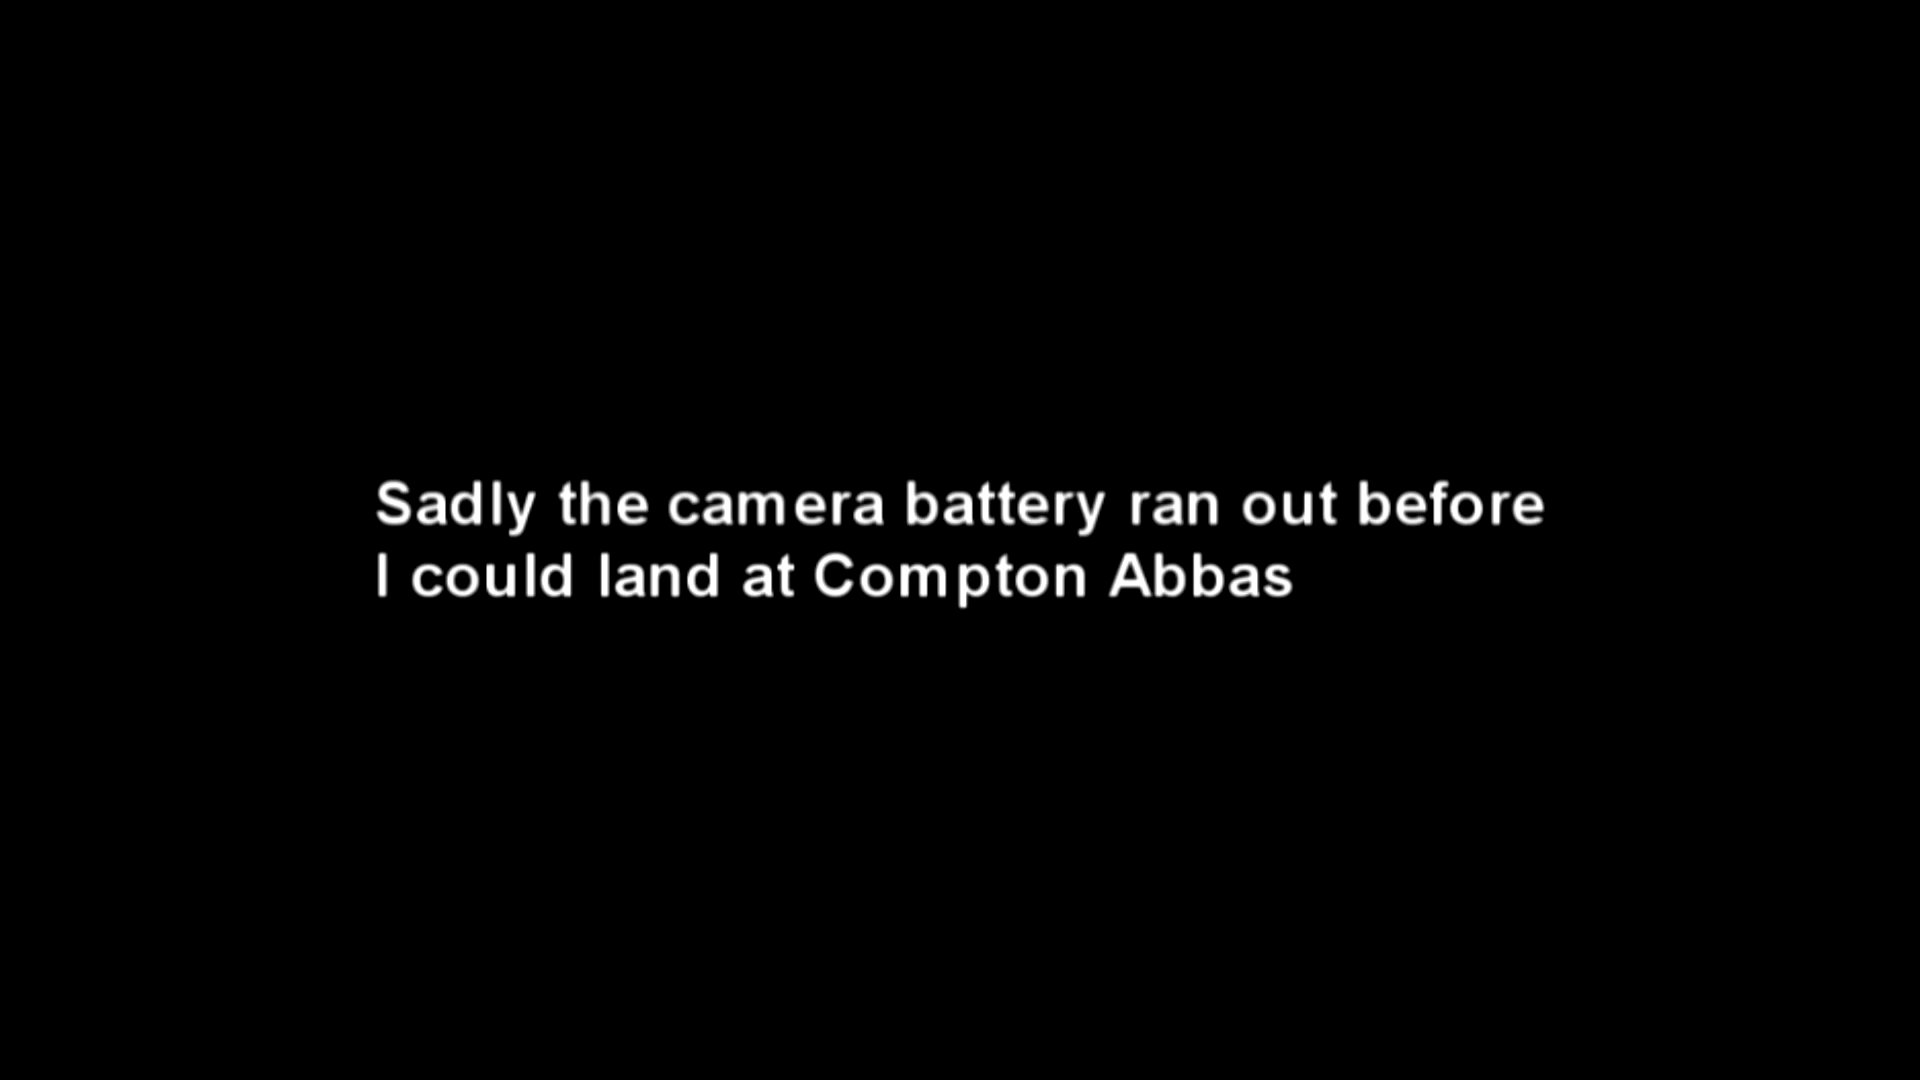 Sadly the camera battery ran out before
I could land at Compton Abbas